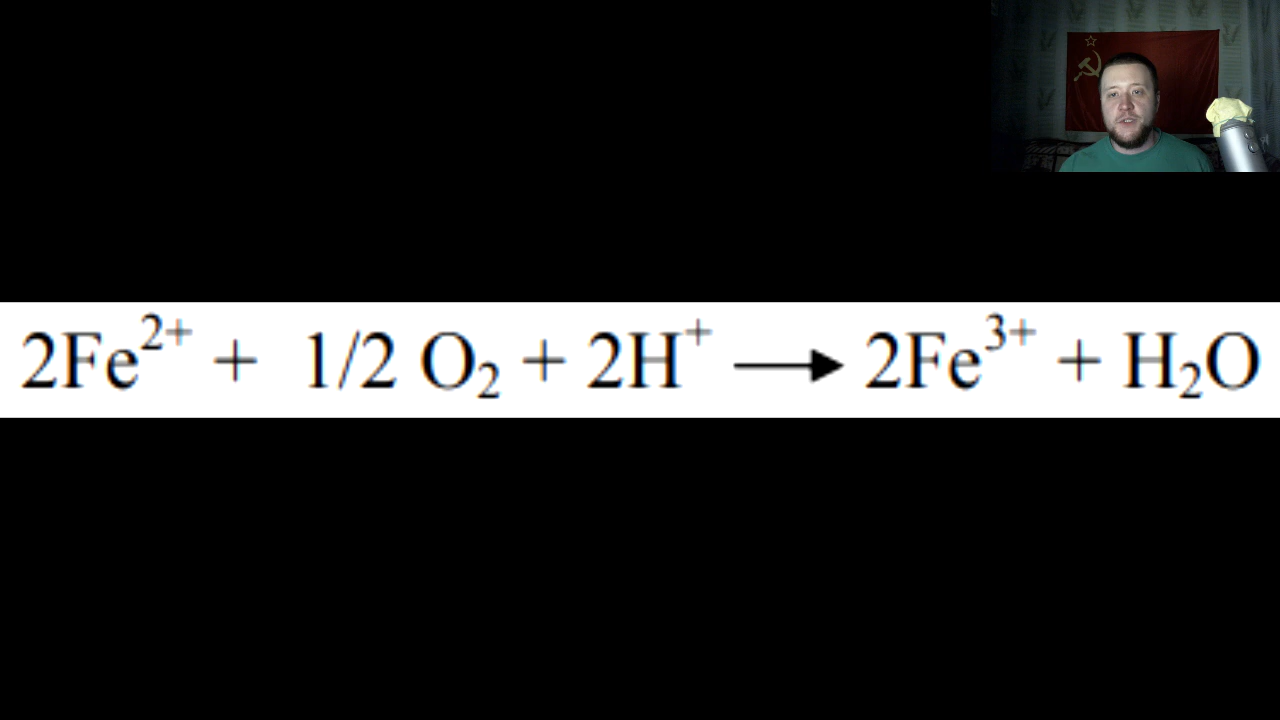 2Fe²⁺ + 1/2 O₂ + 2H⁺ ⟶ 2Fe³⁺ + H₂O